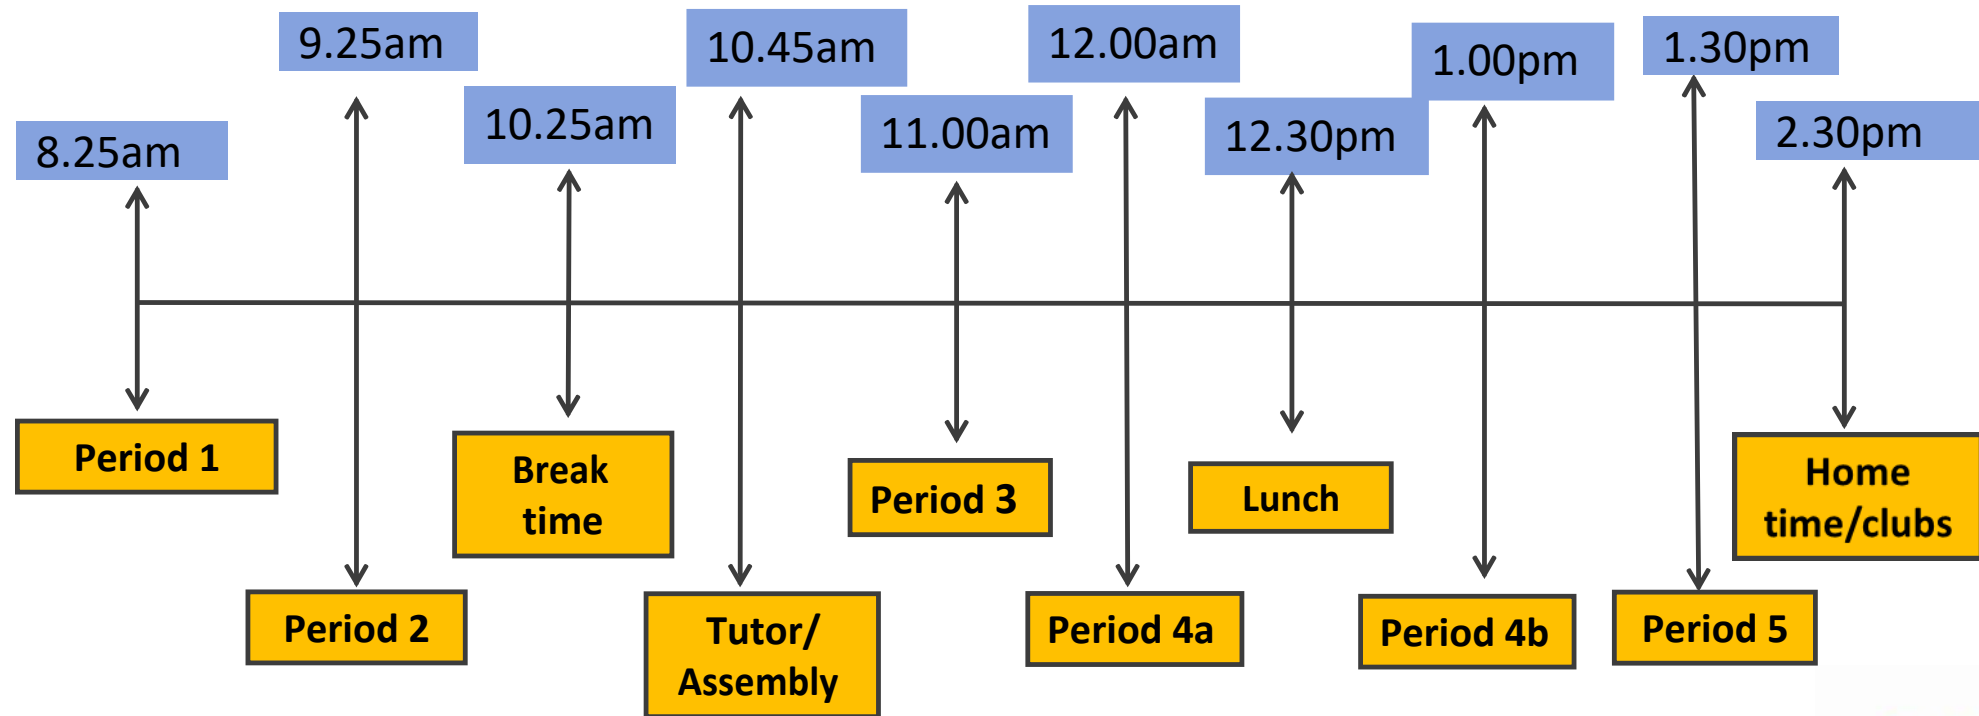 8.25am
9.25am
10.25am
10.45am
11.00am
12.00am
12.30pm
1.00pm
1.30pm
2.30pm
Period 1
Period 2
Break
time
Tutor/
Assembly
Period 3
Period 4a
Lunch
Period 4b
Period 5
Home
time/clubs